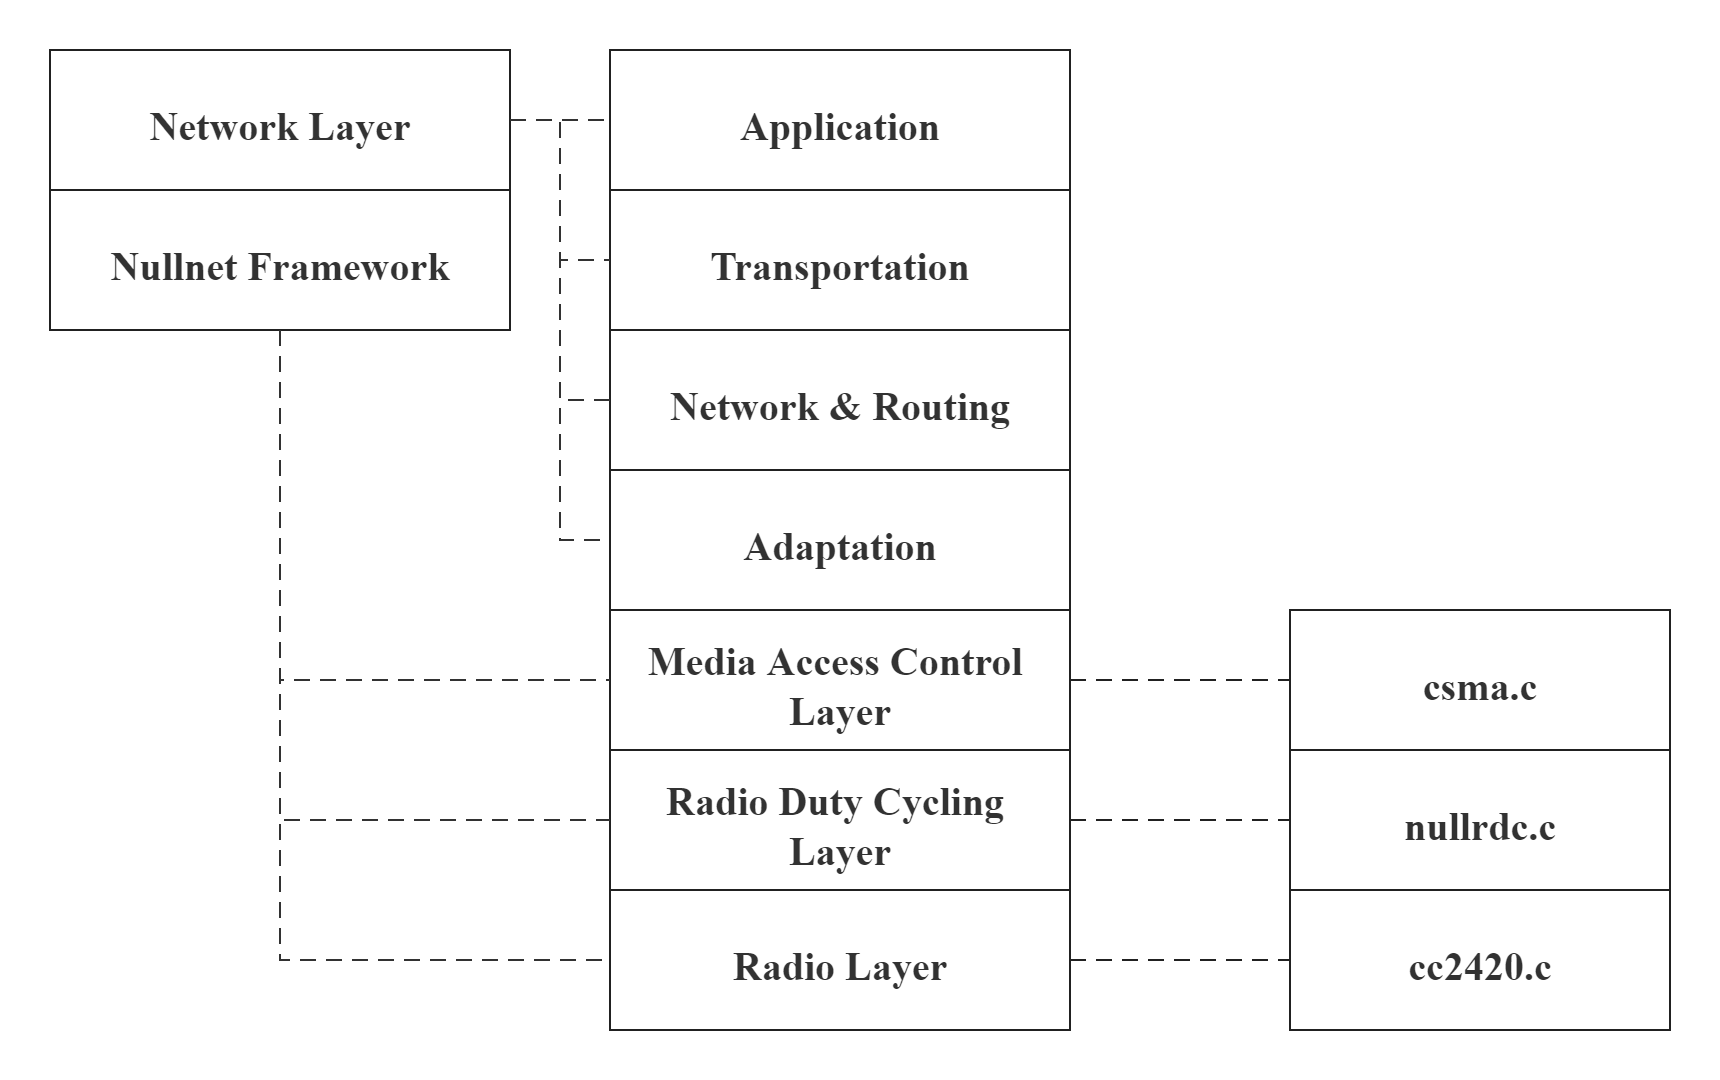 Network Layer
Nullnet Framework
Application
Transportation
Network & Routing
Adaptation
Media Access Control
Layer
Radio Duty Cycling
Layer
Radio Layer
csma.c
nullrdc.c
cc2420.c